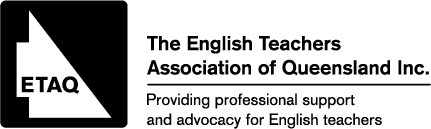 ETAQ
The English Teachers
Association of Queensland Inc.
Providing professional support
and advocacy for English teachers